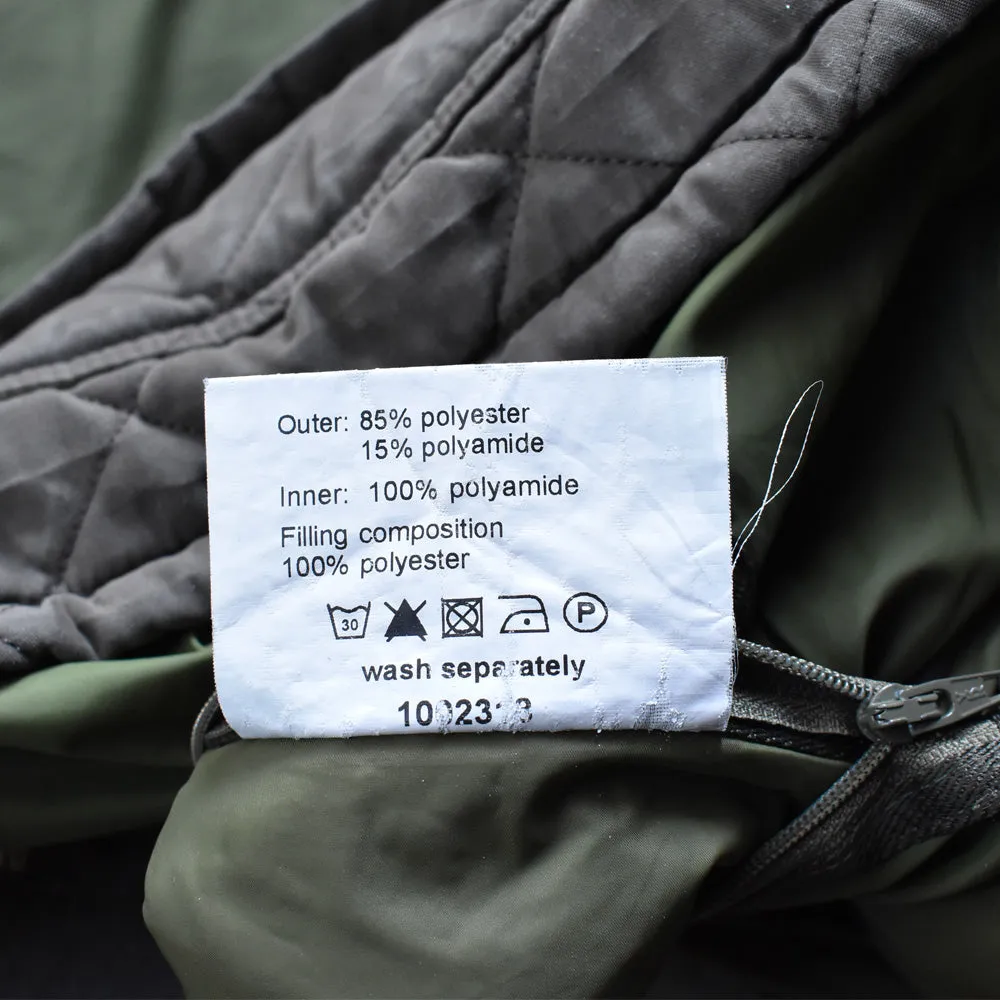 Outer: 85% polyester
15% polyamide
Inner: 100% polyamide
Filling composition
100% polyester
30 P
wash separately